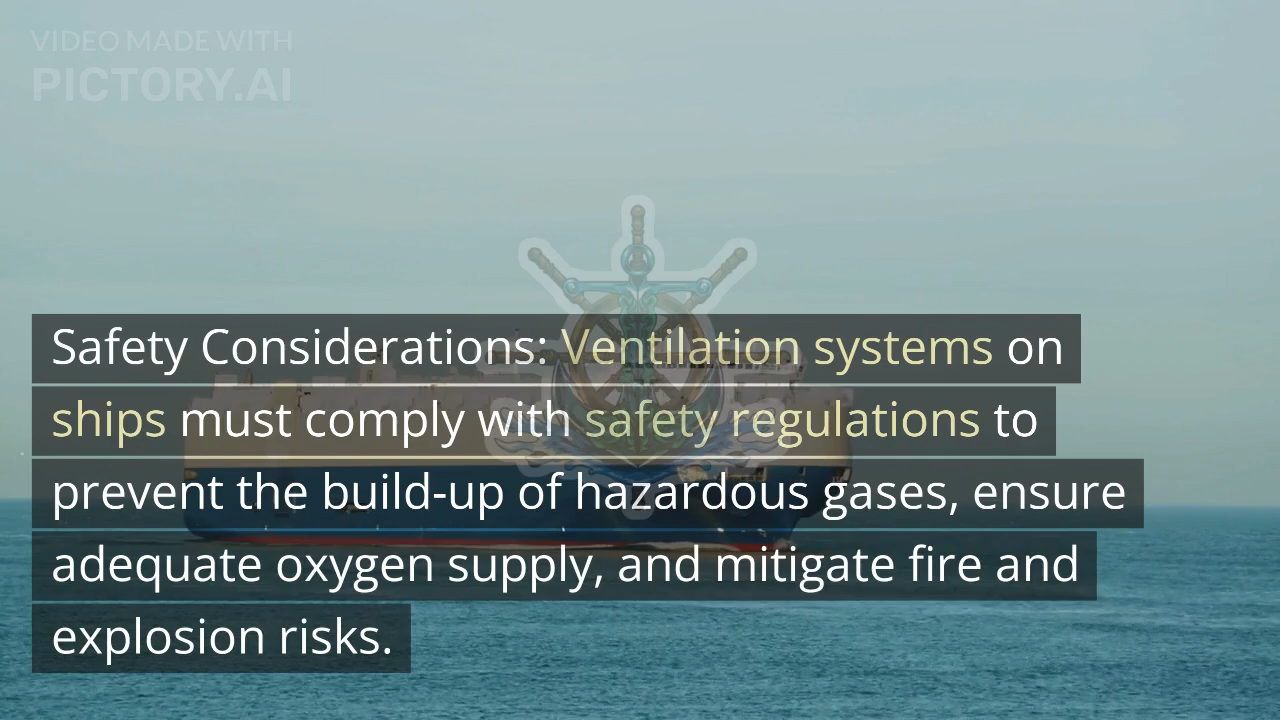 VIDEO MADE WITH
PICTORY.AI
Safety Considerations: Ventilation systems on
ships must comply with safety regulations to
prevent the build-up of hazardous gases, ensure
adequate oxygen supply, and mitigate fire and
explosion risks.